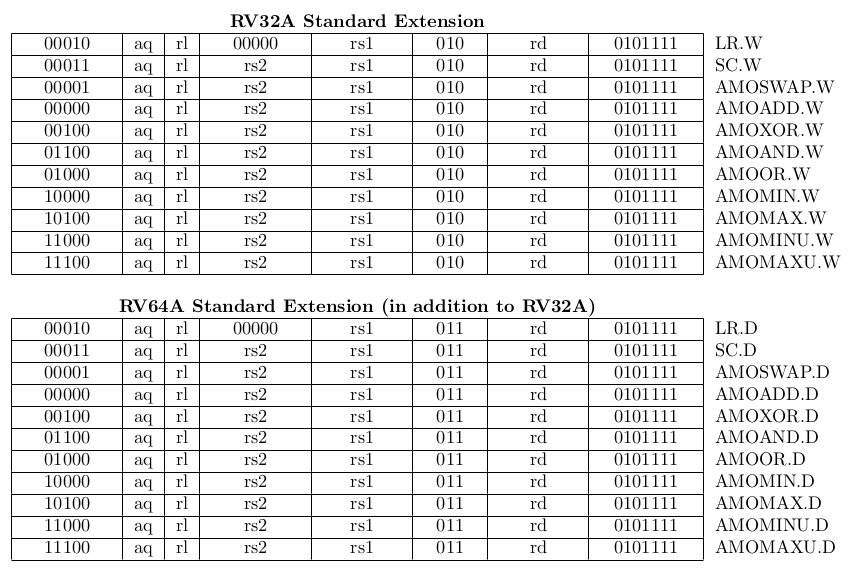 RV32A Standard Extension
00010 aq rl 00000 rs1 010 rd 0101111 LR.W
00011 aq rl rs2 rs1 010 rd 0101111 SC.W
00001 aq rl rs2 rs1 010 rd 0101111 AMOSWAP.W
00000 aq rl rs2 rs1 010 rd 0101111 AMOADD.W
00100 aq rl rs2 rs1 010 rd 0101111 AMOXOR.W
01100 aq rl rs2 rs1 010 rd 0101111 AMOAND.W
01000 aq rl rs2 rs1 010 rd 0101111 AMOOR.W
10000 aq rl rs2 rs1 010 rd 0101111 AMOMIN.W
10100 aq rl rs2 rs1 010 rd 0101111 AMOMAX.W
11000 aq rl rs2 rs1 010 rd 0101111 AMOMINU.W
11100 aq rl rs2 rs1 010 rd 0101111 AMOMAXU.W
RV64A Standard Extension (in addition to RV32A)
00010 aq rl 00000 rs1 011 rd 0101111 LR.D
00011 aq rl rs2 rs1 011 rd 0101111 SC.D
00001 aq rl rs2 rs1 011 rd 0101111 AMOSWAP.D
00000 aq rl rs2 rs1 011 rd 0101111 AMOADD.D
00100 aq rl rs2 rs1 011 rd 0101111 AMOXOR.D
01100 aq rl rs2 rs1 011 rd 0101111 AMOAND.D
01000 aq rl rs2 rs1 011 rd 0101111 AMOOR.D
10000 aq rl rs2 rs1 011 rd 0101111 AMOMIN.D
10100 aq rl rs2 rs1 011 rd 0101111 AMOMAX.D
11000 aq rl rs2 rs1 011 rd 0101111 AMOMINU.D
11100 aq rl rs2 rs1 011 rd 0101111 AMOMAXU.D